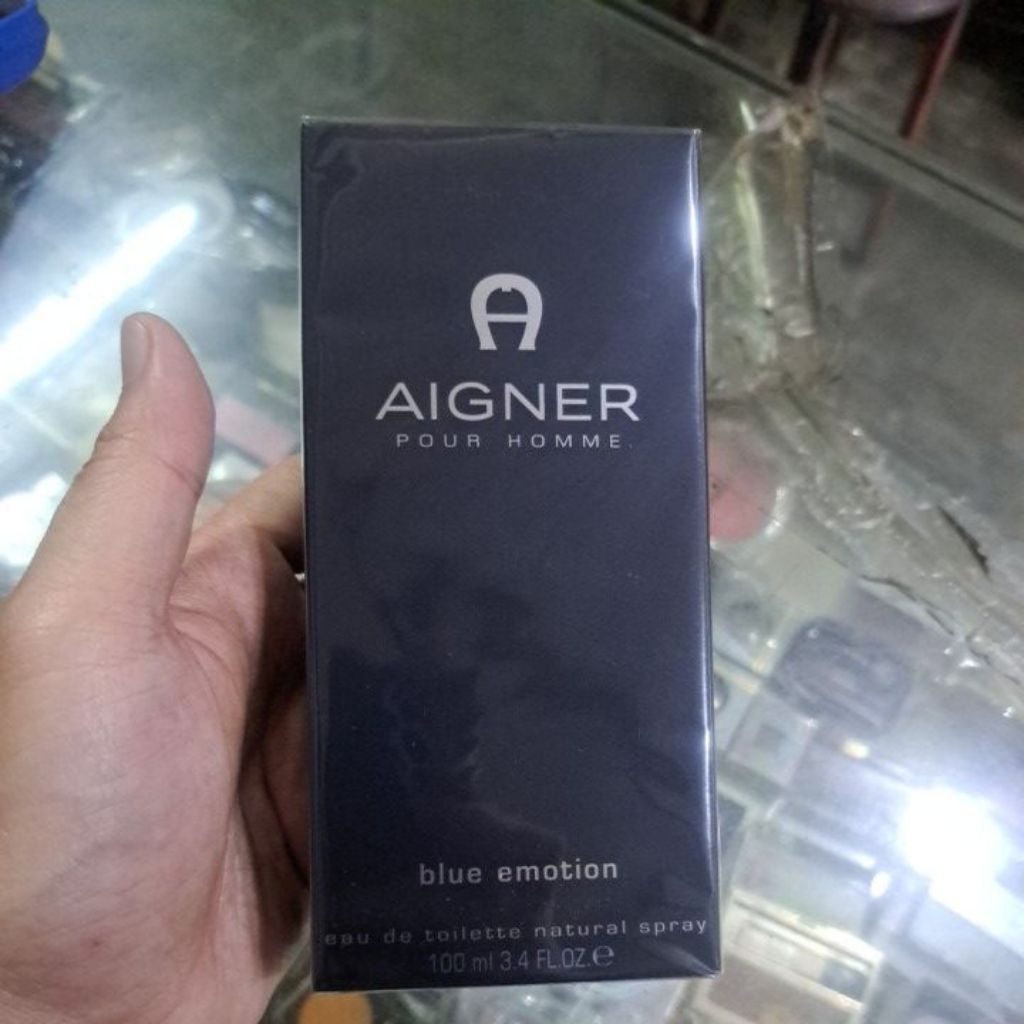 AIGNER
POUR HOMME
blue emotion
eau de toilette natural spray
100 ml 3.4 FL.OZ.℮